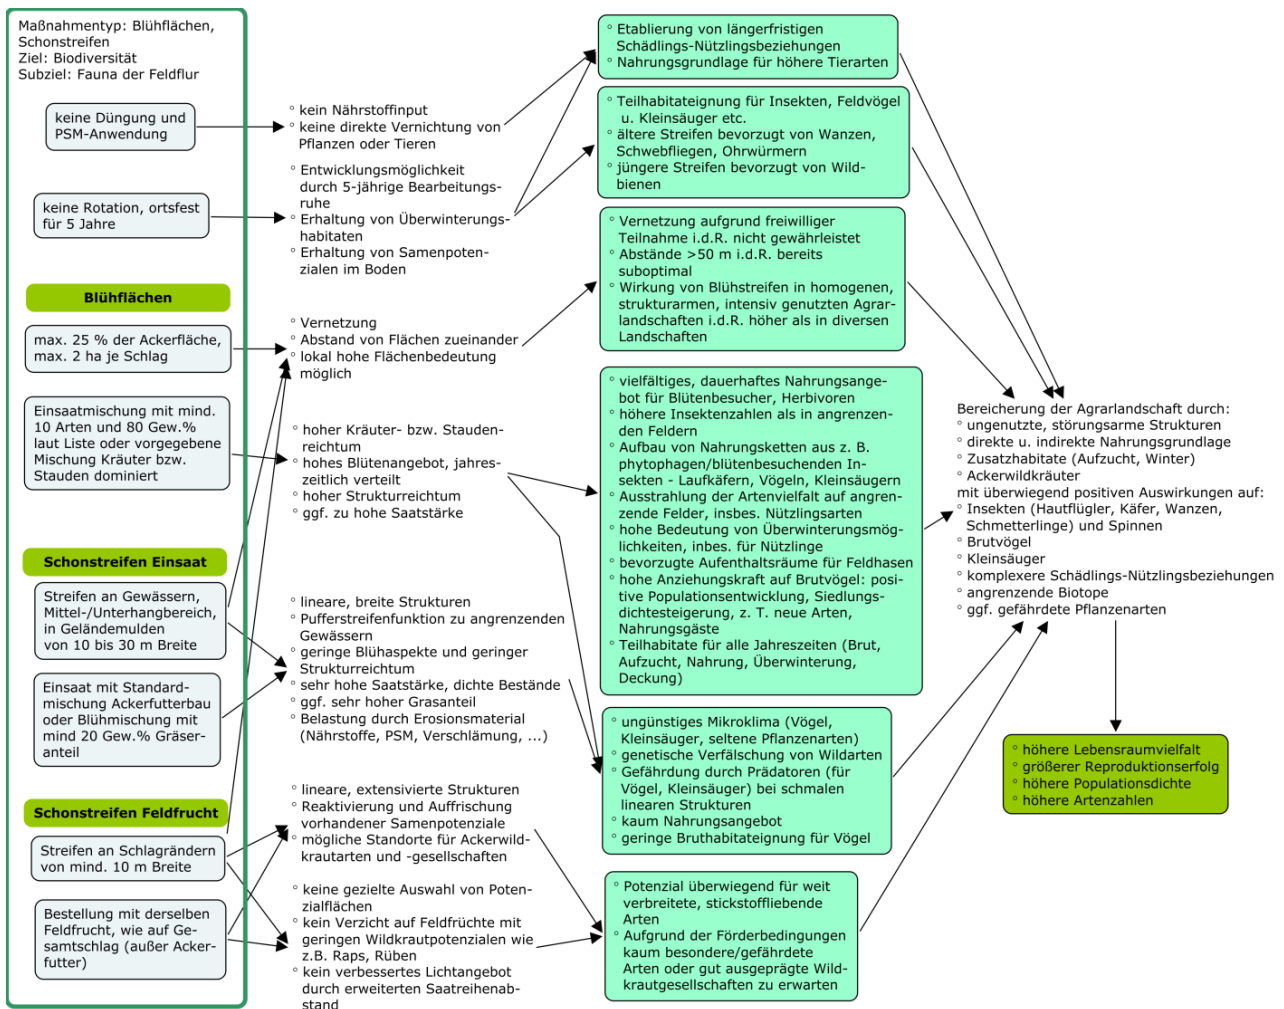 Maßnahmentyp: Blühflächen,
Schonstreifen
Ziel: Biodiversität
Subziel: Fauna der Feldflur
keine Düngung und
PSM-Anwendung
keine Rotation, ortsfest
für 5 Jahre
Blühflächen
max. 25 % der Ackerfläche,
max. 2 ha je Schlag
Einsaatmischung mit mind.
10 Arten und 80 Gew.%
laut Liste oder vorgegebene
Mischung Kräuter bzw.
Stauden dominiert
Schonstreifen Einsaat
Streifen an Gewässern,
Mittel-/Unterhangbereich,
in Geländemulden
von 10 bis 30 m Breite
Einsaat mit Standard-
mischung Ackerfutterbau
oder Blühmischung mit
mind 20 Gew.% Gräser-
anteil
Schonstreifen Feldfrucht
Streifen an Schlagrändern
von mind. 10 m Breite
Bestellung mit derselben
Feldfrucht, wie auf Ge-
samtschlag (außer Acker-
futter)
° kein Nährstoffinput
° keine direkte Vernichtung von
Pflanzen oder Tieren
° Entwicklungsmöglichkeit
durch 5-jährige Bearbeitungs-
ruhe
° Erhaltung von Überwinterungs-
habitaten
° Erhaltung von Samenpoten-
zialen im Boden
° Vernetzung
° Abstand von Flächen zueinander
° lokal hohe Flächenbedeutung
möglich
° hoher Kräuter- bzw. Stauden-
reichtum
° hohes Blütenangebot, jahres-
zeitlich verteilt
° hoher Strukturreichtum
° ggf. zu hohe Saatstärke
° lineare, breite Strukturen
° Pufferstreifenfunktion zu angrenzenden
Gewässern
° geringe Blühaspekte und geringer
Strukturreichtum
° sehr hohe Saatstärke, dichte Bestände
° ggf. sehr hoher Grasanteil
° Belastung durch Erosionsmaterial
(Nährstoffe, PSM, Verschlämung, ...)
° lineare, extensivierte Strukturen
° Reaktivierung und Auffrischung
vorhandener Samenpotenziale
° mögliche Standorte für Ackerwild-
krautarten und -gesellschaften
° keine gezielte Auswahl von Poten-
zialflächen
° kein Verzicht auf Feldfrüchte mit
geringen Wildkrautpotenzialen wie
z.B. Raps, Rüben
° kein verbessertes Lichtangebot
durch erweiterten Saatreihenab-
stand
° Etablierung von längerfristigen
Schädlings-Nützlingsbeziehungen
° Nahrungsgrundlage für höhere Tierarten
° Teilhabitateignung für Insekten, Feldvögel
u. Kleinsäuger etc.
° ältere Streifen bevorzugt von Wanzen,
Schwebfliegen, Ohrwürmern
° jüngere Streifen bevorzugt von Wild-
bienen
° Vernetzung aufgrund freiwilliger
Teilnahme i.d.R. nicht gewährleistet
° Abstände >50 m i.d.R. bereits
suboptimal
° Wirkung von Blühstreifen in homogenen,
strukturarmen, intensiv genutzten Agrar-
landschaften i.d.R. höher als in diversen
Landschaften
° vielfältiges, dauerhaftes Nahrungsange-
bot für Blütenbesucher, Herbivoren
° höhere Insektenzahlen als in angrenzen-
den Feldern
° Aufbau von Nahrungsketten aus z. B.
phytophagen/blütenbesuchenden In-
sekten - Laufkäfern, Vögeln, Kleinsäugern
° Ausstrahlung der Artenvielfalt auf angren-
zende Felder, insbes. Nützlingsarten
° hohe Bedeutung von Überwinterungsmög-
lichkeiten, inbes. für Nützlinge
° bevorzugte Aufenthaltsräume für Feldhasen
° hohe Anziehungskraft auf Brutvögel: posi-
tive Populationsentwicklung, Siedlungs-
dichtesteigerung, z. T. neue Arten,
Nahrungsgäste
° Teilhabitate für alle Jahreszeiten (Brut,
Aufzucht, Nahrung, Überwinterung,
Deckung)
° ungünstiges Mikroklima (Vögel,
Kleinsäuger, seltene Pflanzenarten)
° genetische Verfälschung von Wildarten
° Gefährdung durch Prädatoren (für
Vögel, Kleinsäuger) bei schmalen
linearen Strukturen
° kaum Nahrungsangebot
° geringe Bruthabitateignung für Vögel
° Potenzial überwiegend für weit
verbreitete, stickstoffliebende
Arten
° Aufgrund der Förderbedingungen
kaum besondere/gefährdete
Arten oder gut ausgeprägte Wild-
krautgesellschaften zu erwarten
Bereicherung der Agrarlandschaft durch:
° ungenutzte, störungsarme Strukturen
° direkte u. indirekte Nahrungsgrundlage
° Zusatzhabitate (Aufzucht, Winter)
° Ackerwildkräuter
mit überwiegend positiven Auswirkungen auf:
° Insekten (Hautflügler, Käfer, Wanzen,
Schmetterlinge) und Spinnen
° Brutvögel
° Kleinsäuger
° komplexere Schädlings-Nützlingsbeziehungen
° angrenzende Biotope
° ggf. gefährdete Pflanzenarten
° höhere Lebensraumvielfalt
° größerer Reproduktionserfolg
° höhere Populationsdichte
° höhere Artenzahlen